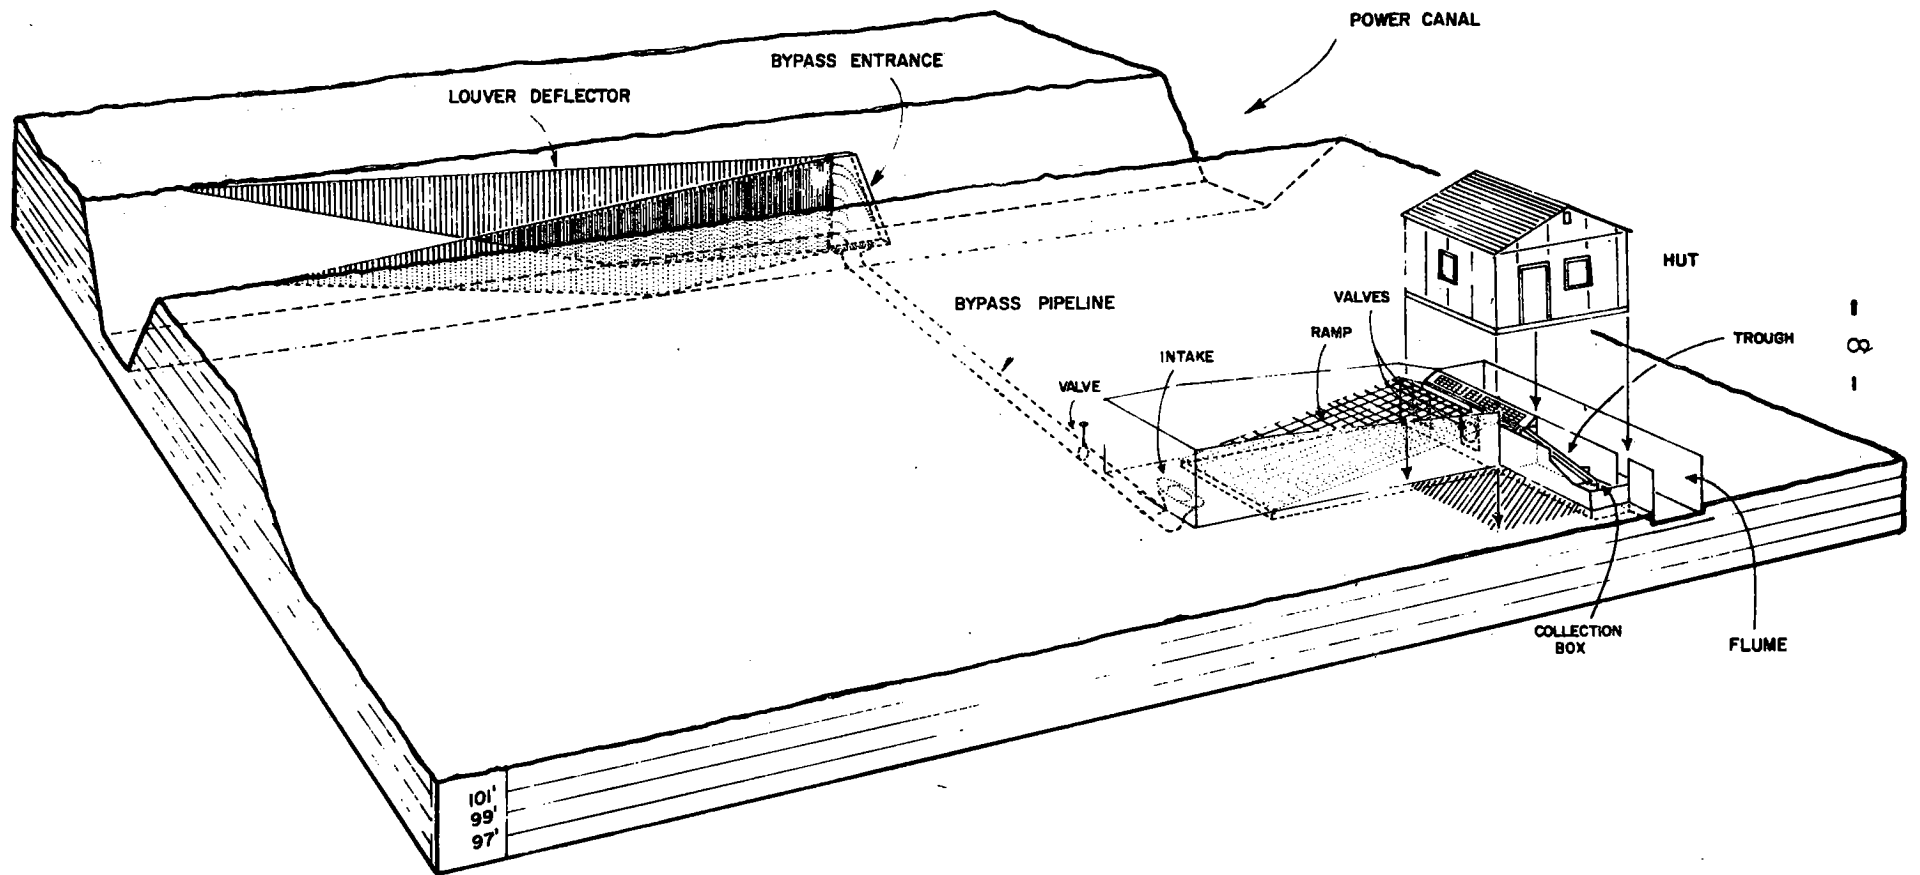 POWER CANAL
BYPASS ENTRANCE
LOUVER DEFLECTOR
HUT
BYPASS PIPELINE
VALVES
RAMP
TROUGH
INTAKE
VALVE
- 8 -
COLLECTION
BOX
FLUME
101'
99'
97'